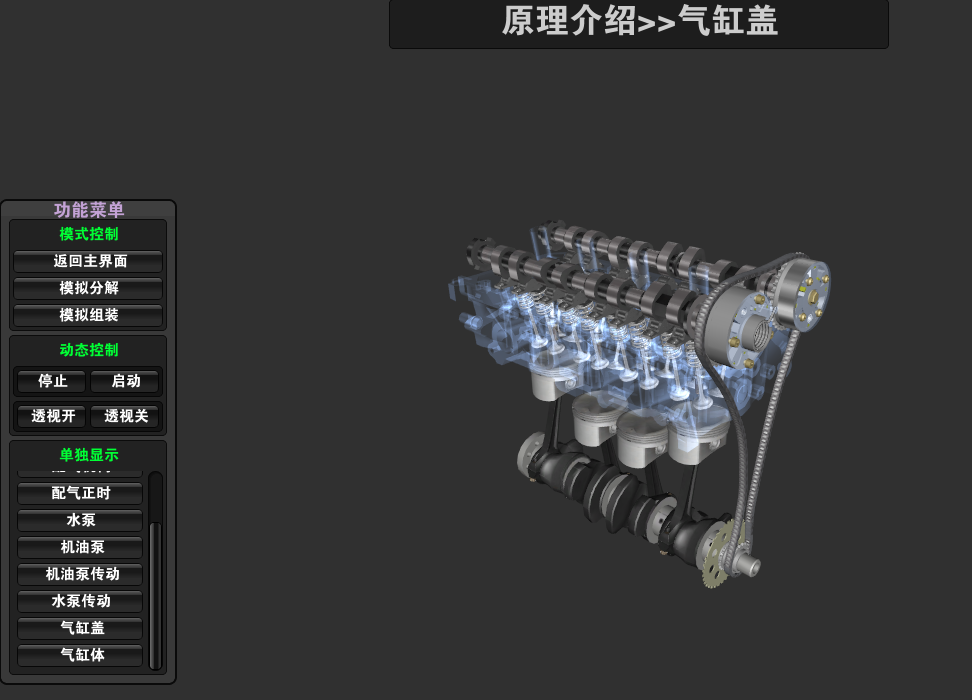 原理介绍>>气缸盖
功能菜单
模式控制
返回主界面
模拟分解
模拟组装
动态控制
停止 启动
透视开 透视关
单独显示
配气正时
水泵
机油泵
机油泵传动
水泵传动
气缸盖
气缸体